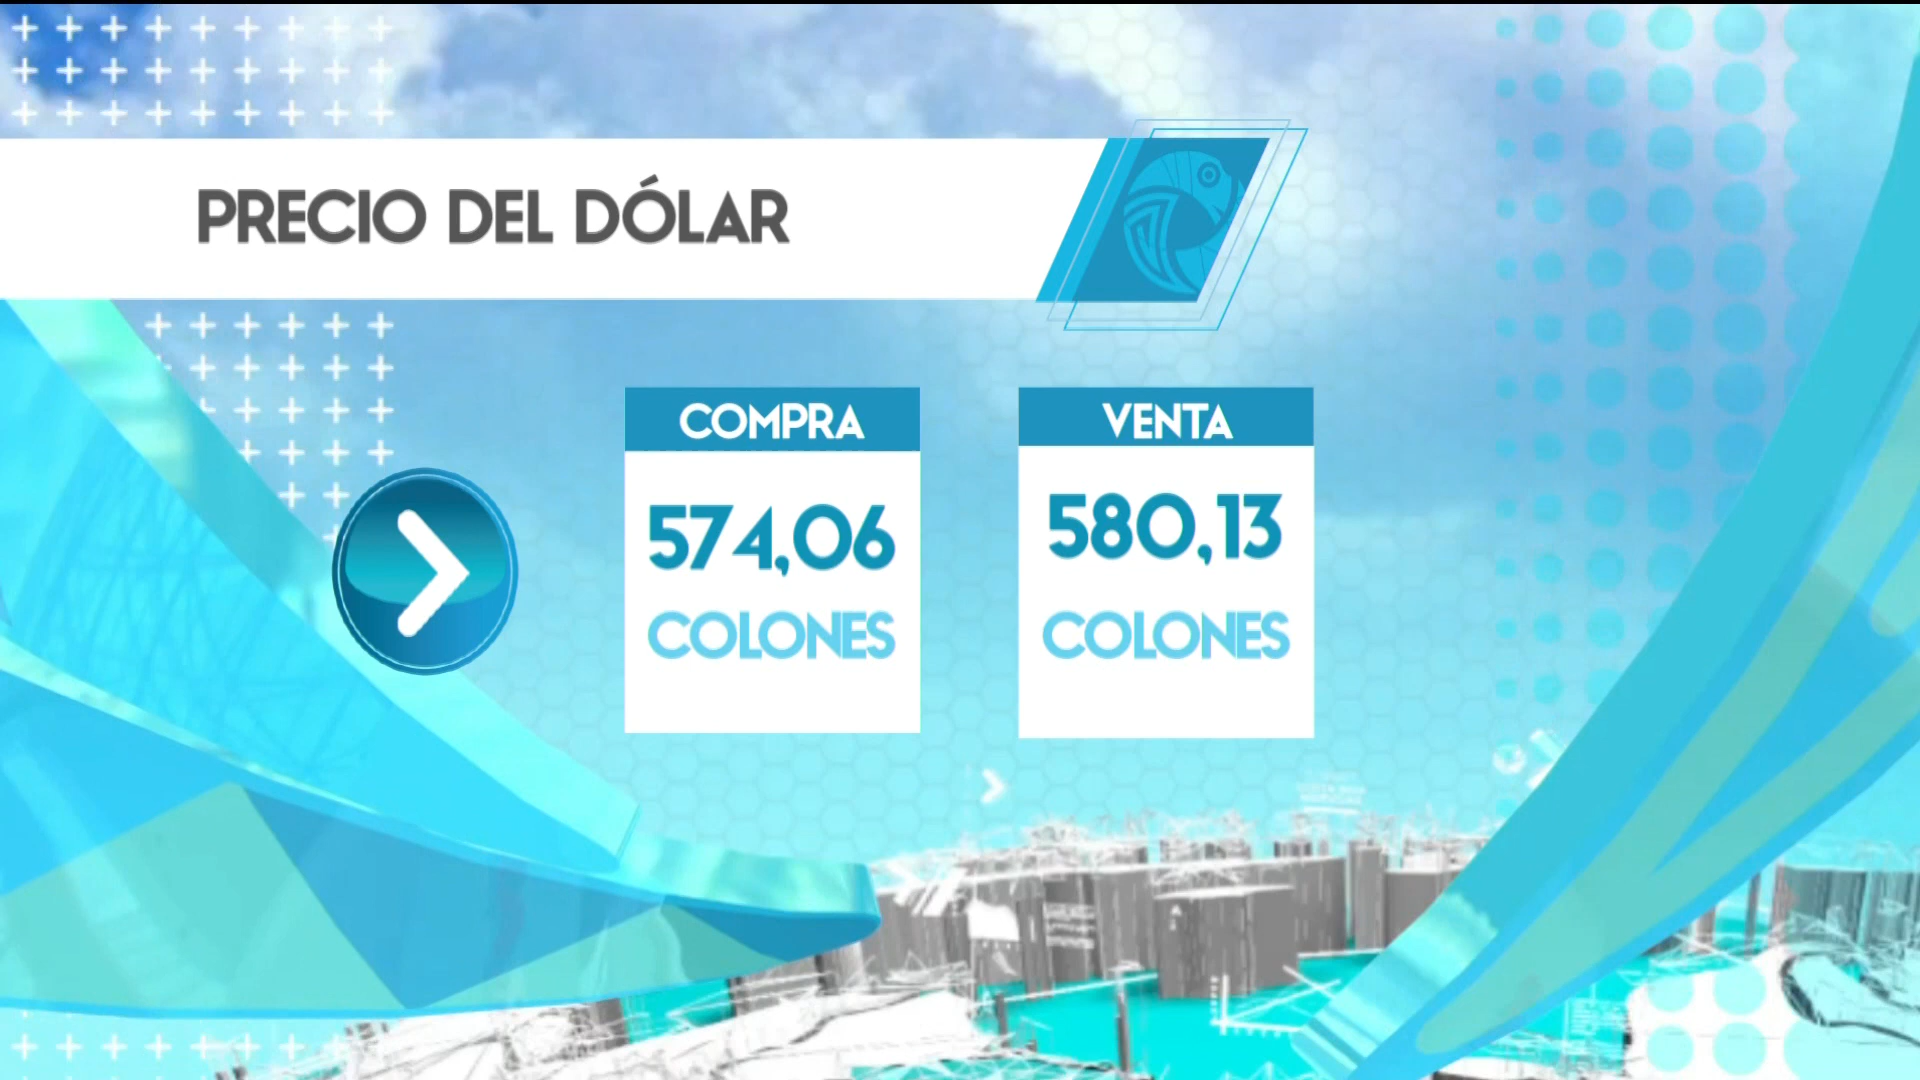 PRECIO DEL DÓLAR
COMPRA
574,06
COLONES
VENTA
580,13
COLONES